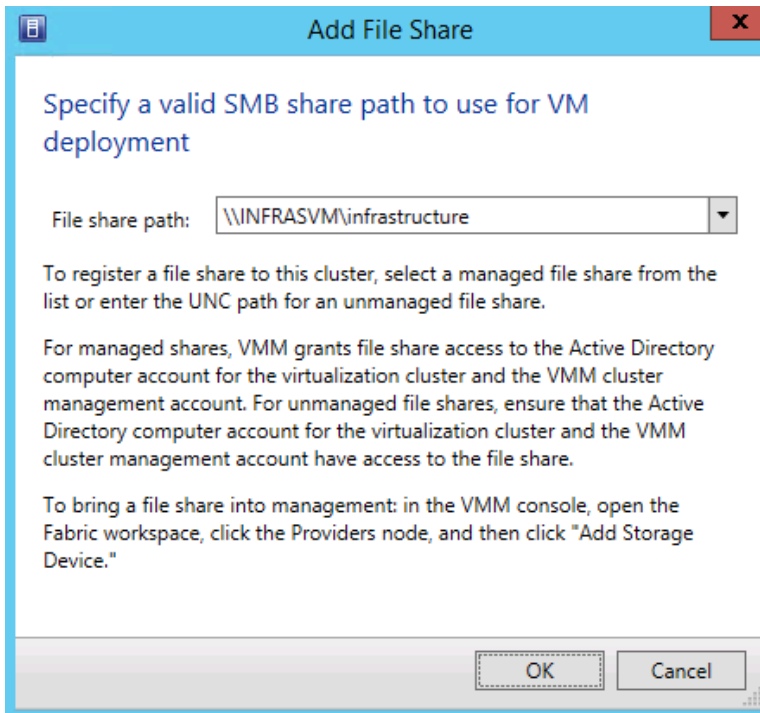 Add File Share
x
Specify a valid SMB share path to use for VM
deployment
File share path: \\INFRASVM\infrastructure
To register a file share to this cluster, select a managed file share from the
list or enter the UNC path for an unmanaged file share.
For managed shares, VMM grants file share access to the Active Directory
computer account for the virtualization cluster and the VMM cluster
management account. For unmanaged file shares, ensure that the Active
Directory computer account for the virtualization cluster and the VMM
cluster management account have access to the file share.
To bring a file share into management: in the VMM console, open the
Fabric workspace, click the Providers node, and then click "Add Storage
Device."
OK Cancel